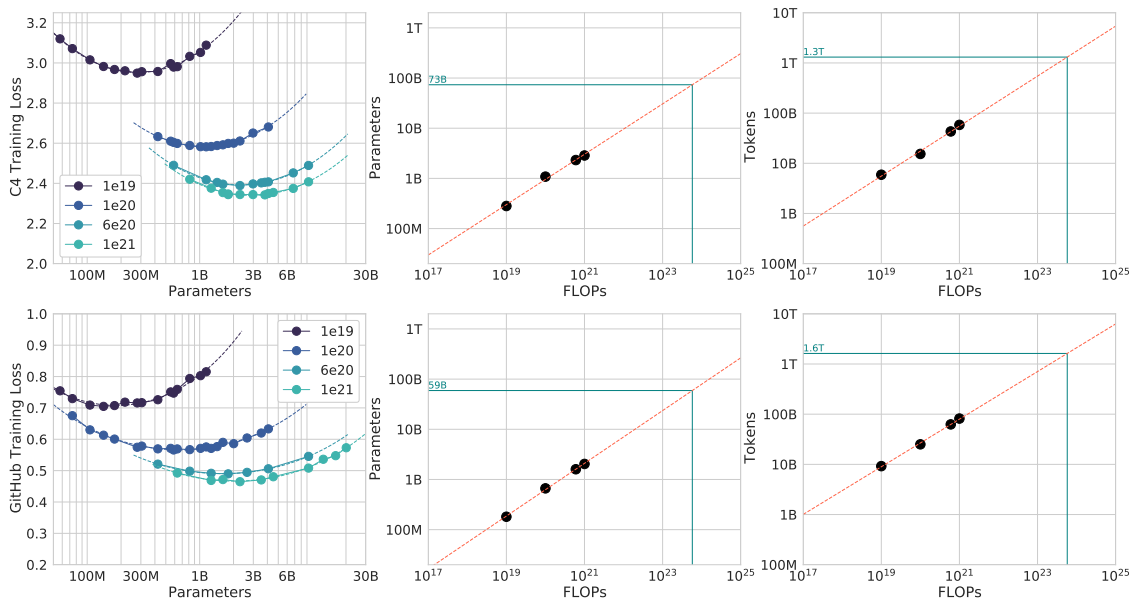 3.2
3.0
2.8
2.6
2.4
2.2
2.0
C4 Training Loss
1e19
1e20
6e20
1e21
100M
300M
1B
3B
6B
30B
Parameters
1T
100B
10B
1B
100M
Parameters
73B
10^17
10^19
10^21
10^23
10^25
FLOPs
10T
1T
100B
10B
1B
100M
Tokens
1.3T
10^17
10^19
10^21
10^23
10^25
FLOPs
1.0
0.9
0.8
0.7
0.6
0.5
0.4
0.3
0.2
GitHub Training Loss
1e19
1e20
6e20
1e21
100M
300M
1B
3B
6B
30B
Parameters
1T
100B
10B
1B
100M
Parameters
59B
10^17
10^19
10^21
10^23
10^25
FLOPs
10T
1T
100B
10B
1B
100M
Tokens
1.6T
10^17
10^19
10^21
10^23
10^25
FLOPs